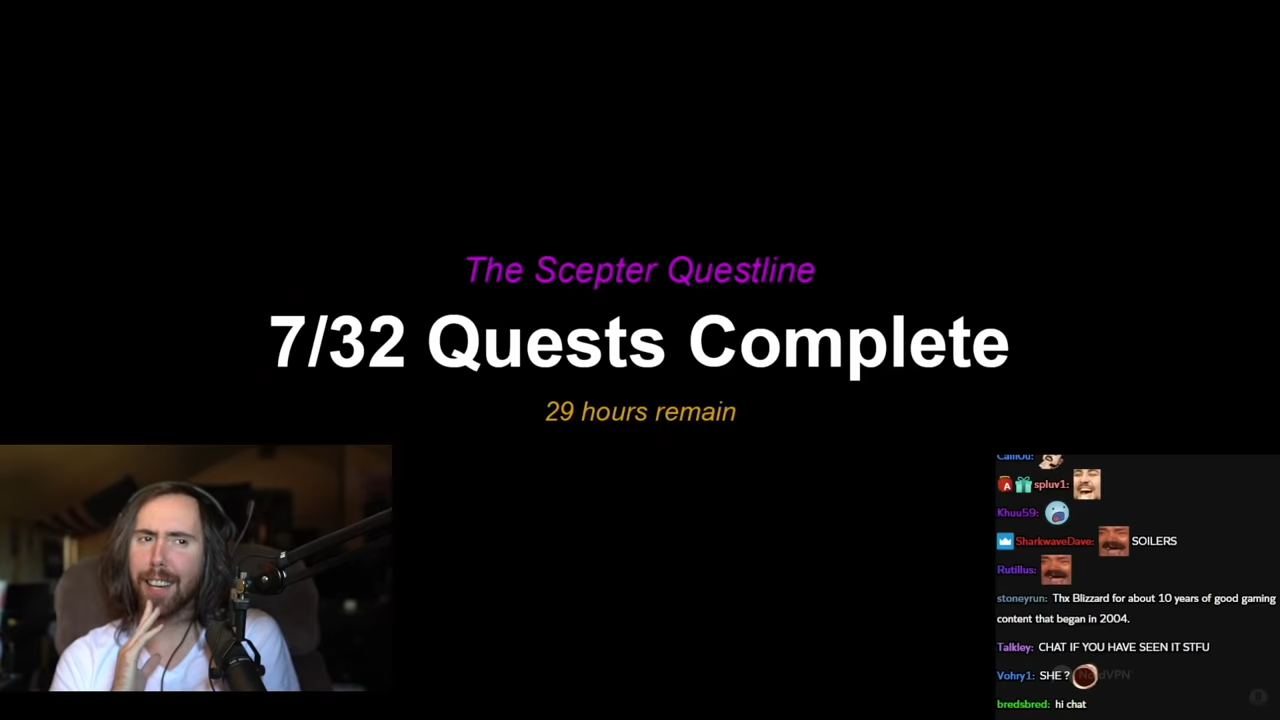 The Scepter Questline
7/32 Quests Complete
29 hours remain
spluv1:
Khuu59:
SharkwaveDave: SOILERS
Rutillus:
stoneyrun: Thx Blizzard for about 10 years of good gaming
content that began in 2004.
Talkley: CHAT IF YOU HAVE SEEN IT STFU
Vohry1: SHE ?
NordVPN
bredsbred: hi chat